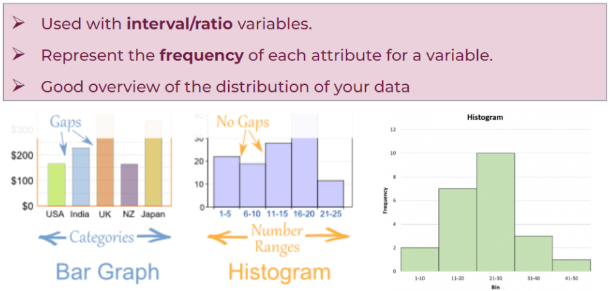 Used with interval/ratio variables.
Represent the frequency of each attribute for a variable.
Good overview of the distribution of your data
$300
$200
$100
$0
Gaps
USA India UK NZ Japan
Categories
Bar Graph
No Gaps
20
10
0
1-5 6-10 11-15 16-20 21-25
Number
Ranges
Histogram
Histogram
Frequency
12
10
8
6
4
2
0
1-10 11-20 21-30 31-40 41-50
Bin